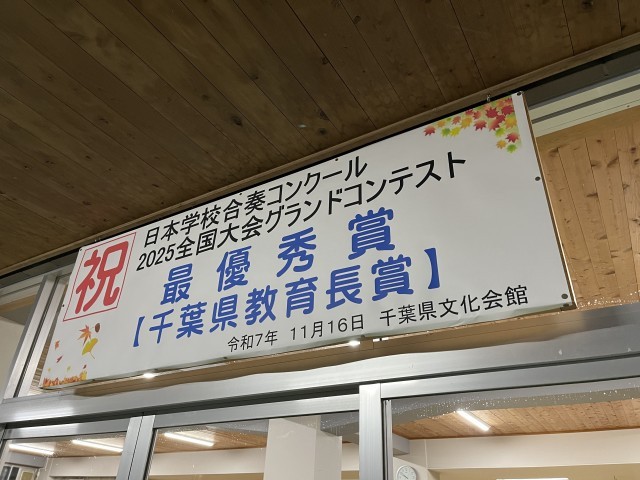 祝
日本学校合奏コンクール
2025全国大会グランドコンテスト
最優秀賞
【千葉県教育長賞】
令和7年 11月16日 千葉県文化会館